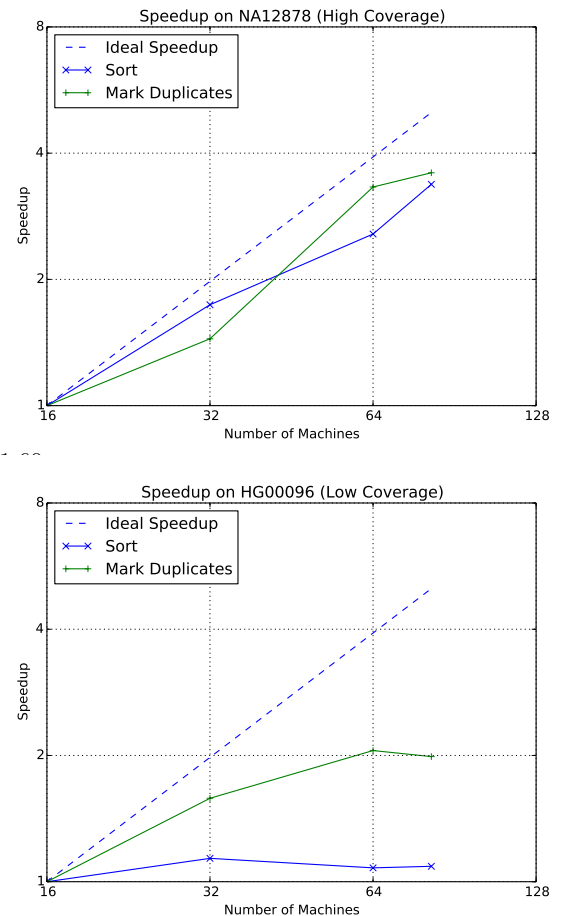 Speedup on NA12878 (High Coverage)
8
Ideal Speedup
Sort
Mark Duplicates
4
Speedup
2
1
16 32 64 128
Number of Machines
Speedup on HG00096 (Low Coverage)
8
Ideal Speedup
Sort
Mark Duplicates
4
Speedup
2
1
16 32 64 128
Number of Machines